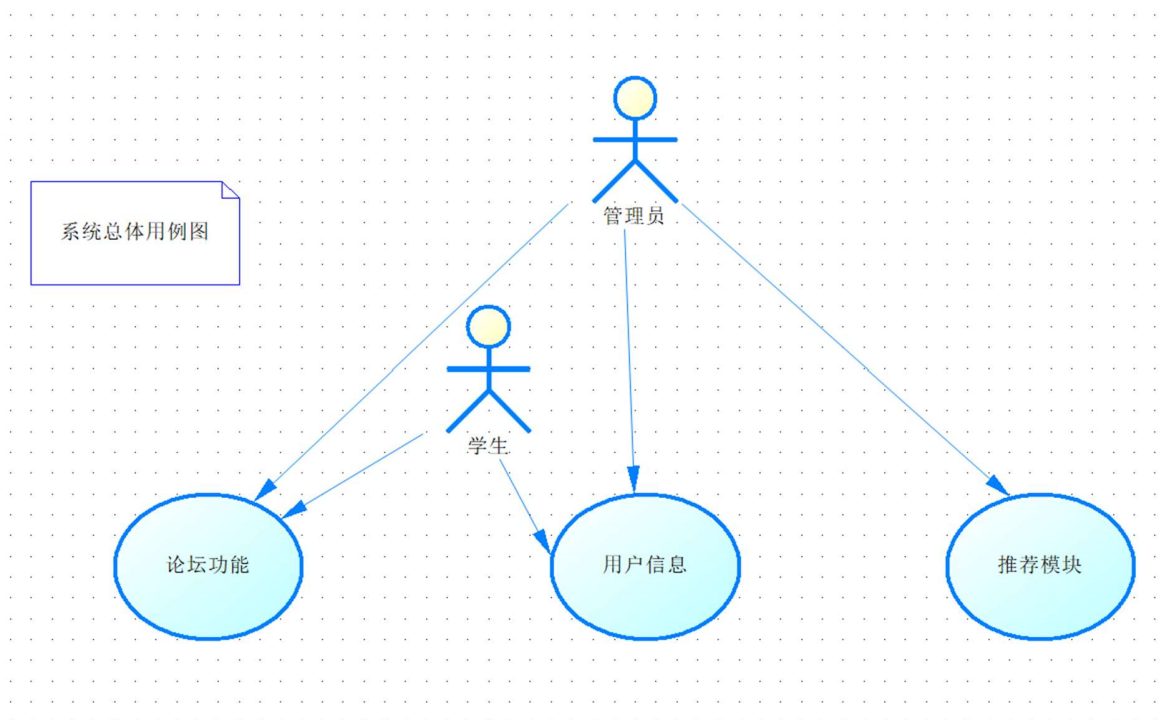 管理员
系统总体用例图
学生
论坛功能
用户信息
推荐模块